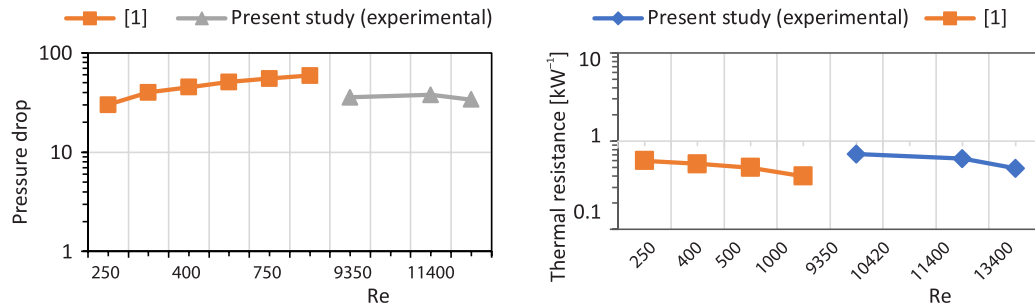 [1] Present study (experimental)
100
10
1
Pressure drop
250 400 750 9350 11400
Re
Present study (experimental) [1]
10
1
0.1
Thermal resistance [kW⁻¹]
250 400 500 1000 9350 10420 11400 13400
Re